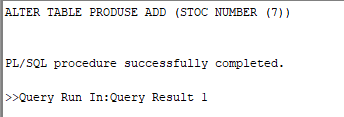 ALTER TABLE PRODUSE ADD (STOC NUMBER (7))
PL/SQL procedure successfully completed.
>>Query Run In:Query Result 1